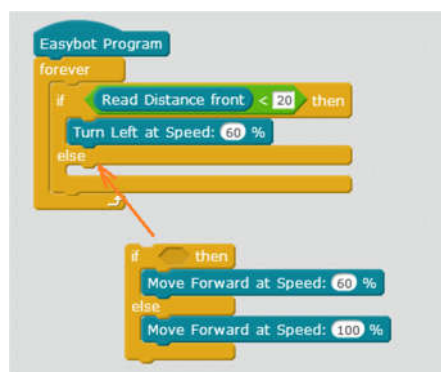 Easybot Program
forever
if Read Distance front < 20 then
Turn Left at Speed: 60 %
else
if then
Move Forward at Speed: 60 %
else
Move Forward at Speed: 100 %